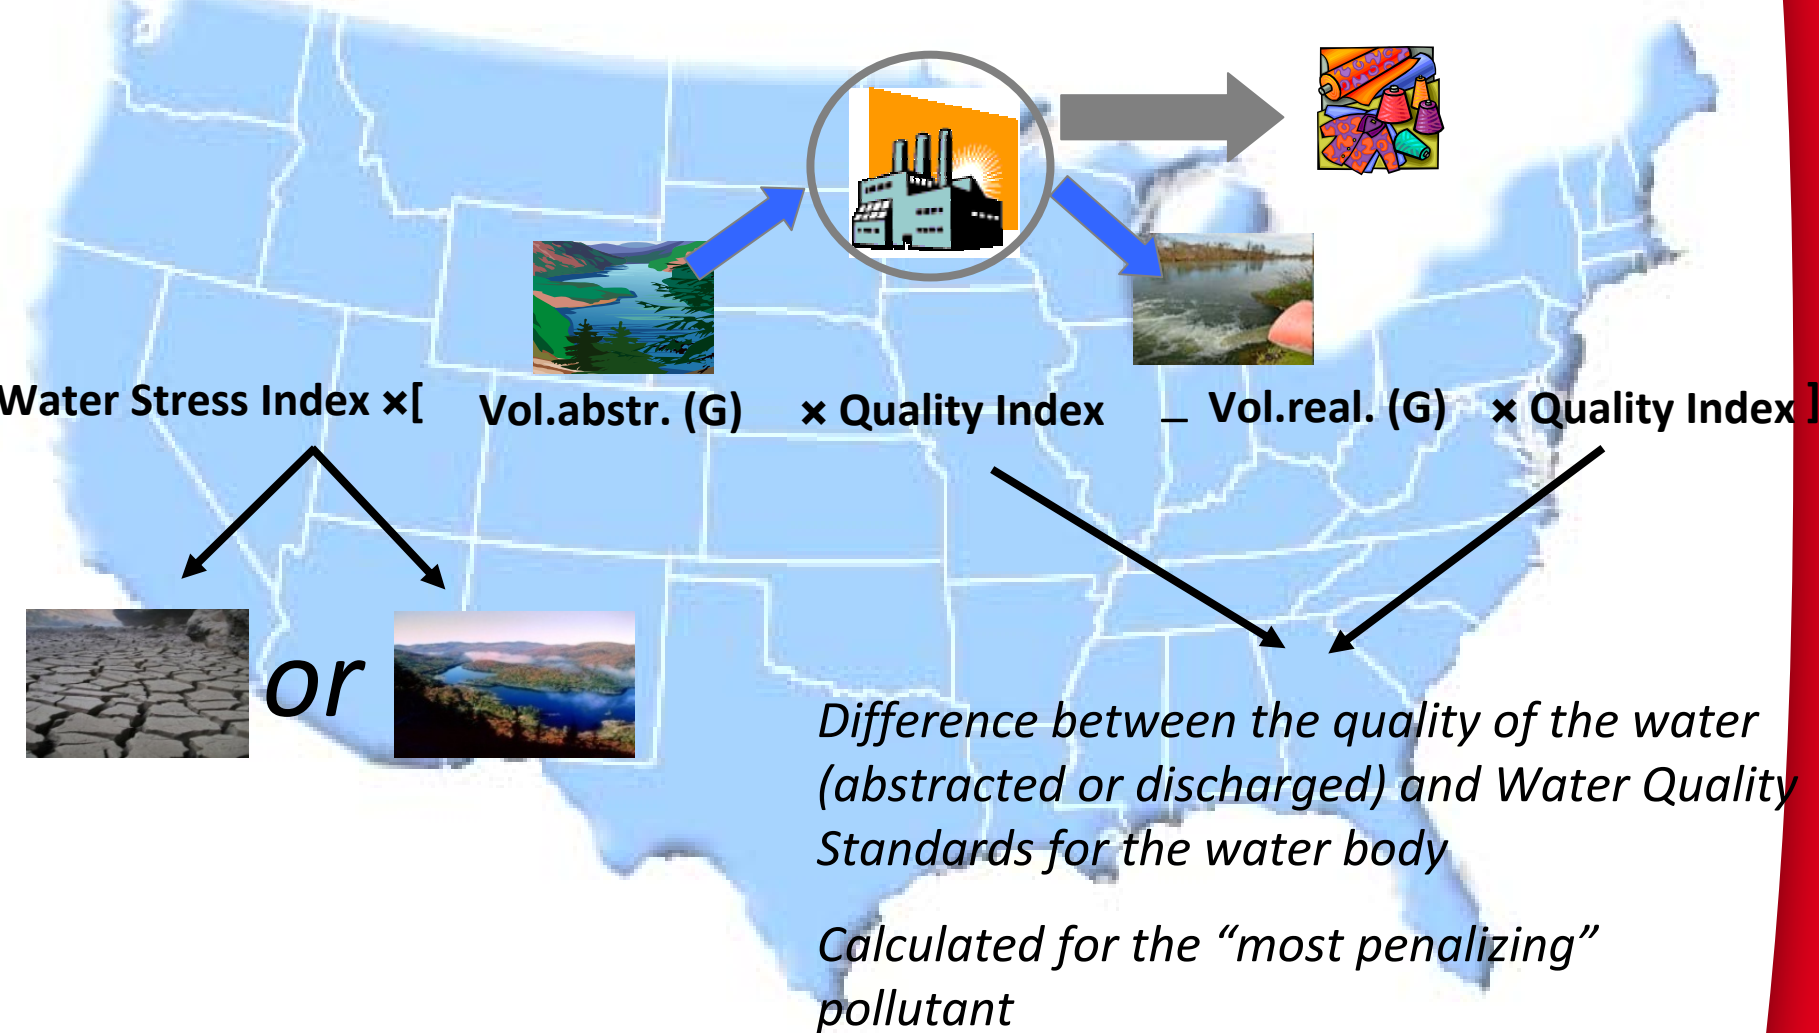 Water Stress Index ×[ Vol.abstr. (G) × Quality Index _ Vol.real. (G) × Quality Index ]
or
Difference between the quality of the water
(abstracted or discharged) and Water Quality
Standards for the water body
Calculated for the “most penalizing”
pollutant